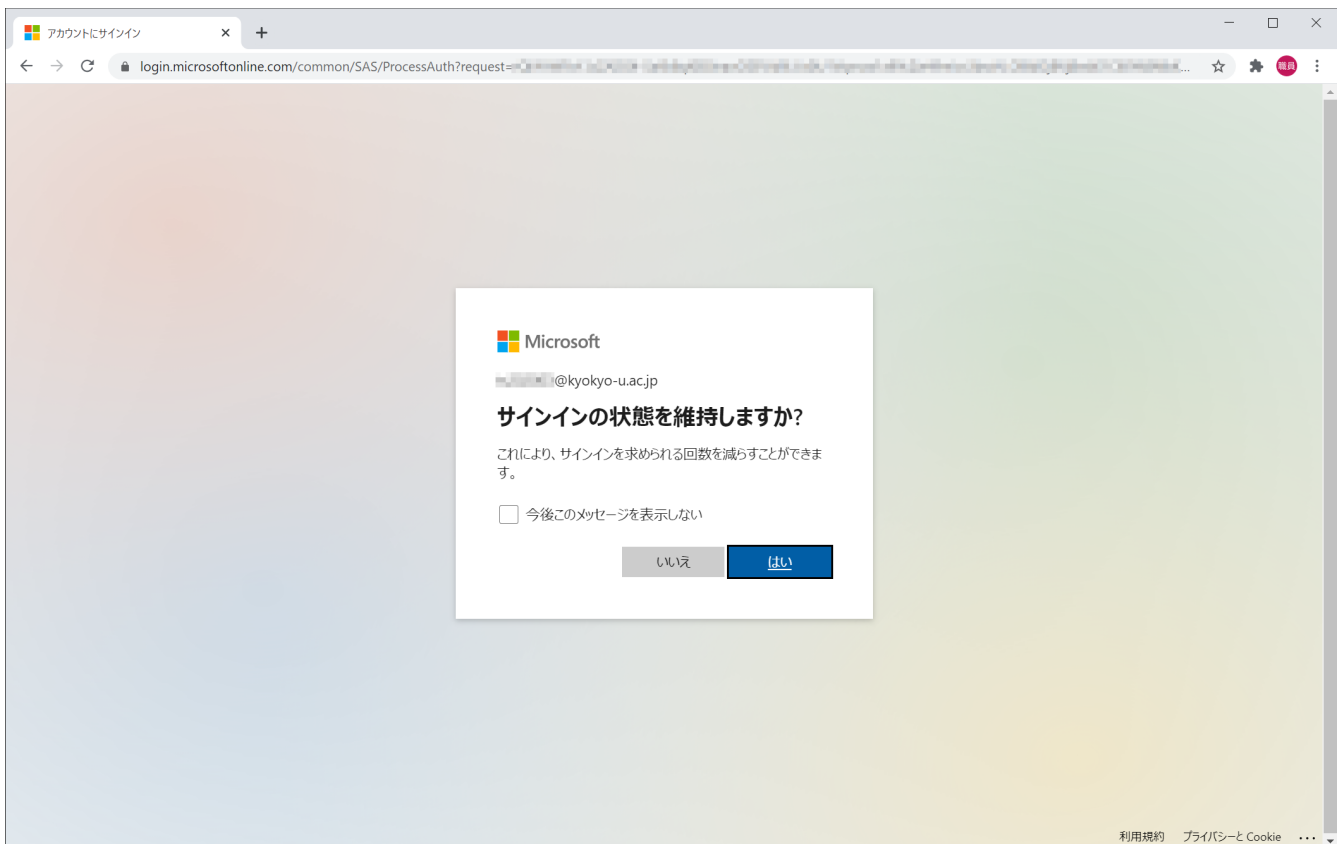 アカウントにサインイン
login.microsoftonline.com/common/SAS/ProcessAuth?request=
職員
Microsoft
@kyokyo-u.ac.jp
サインインの状態を維持しますか?
これにより、サインインを求められる回数を減らすことができま
す。
今後このメッセージを表示しない
いいえ はい
利用規約 プライバシーと Cookie ...